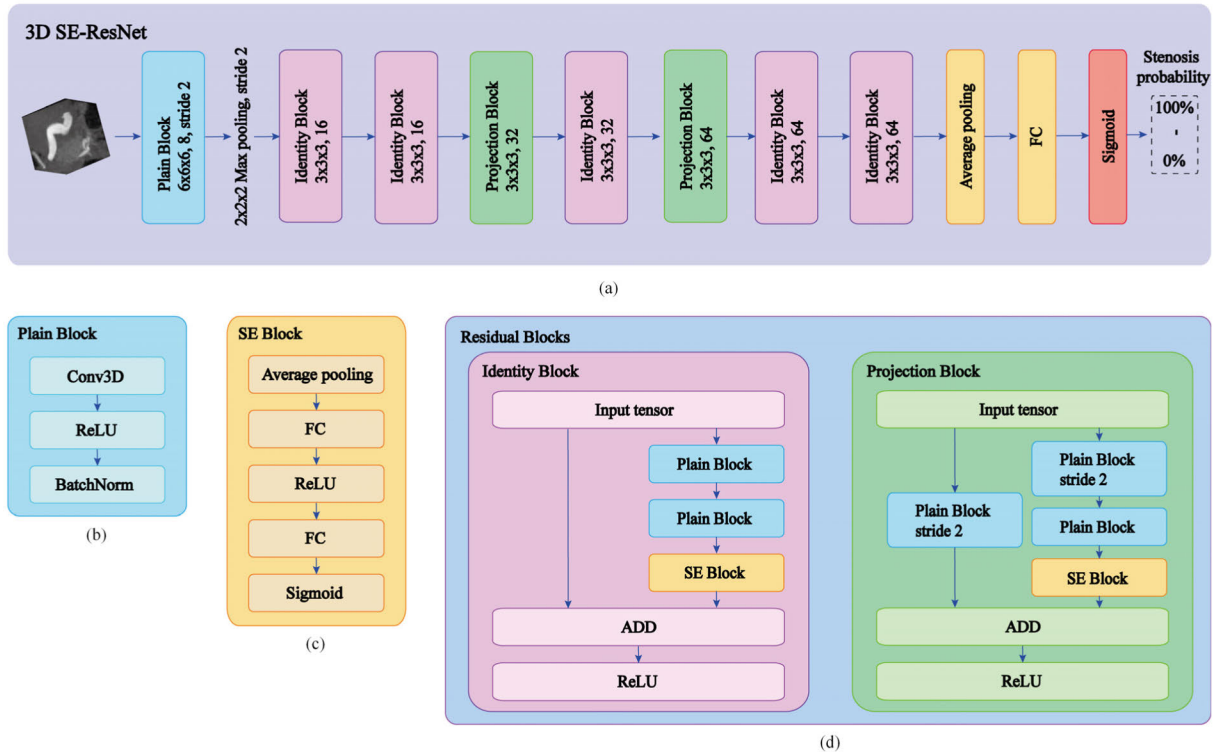 3D SE-ResNet
Plain Block
6x6x6, 8, stride 2
2x2x2 Max pooling, stride 2
Identity Block
3x3x3, 16
Identity Block
3x3x3, 16
Projection Block
3x3x3, 32
Identity Block
3x3x3, 32
Projection Block
3x3x3, 64
Identity Block
3x3x3, 64
Identity Block
3x3x3, 64
Average pooling
FC
Sigmoid
Stenosis
probability
100%
0%
(a)
Plain Block
Conv3D
ReLU
BatchNorm
(b)
SE Block
Average pooling
FC
ReLU
FC
Sigmoid
(c)
Residual Blocks
Identity Block
Input tensor
Plain Block
Plain Block
SE Block
ADD
ReLU
Projection Block
Input tensor
Plain Block
stride 2
Plain Block
stride 2
Plain Block
SE Block
ADD
ReLU
(d)